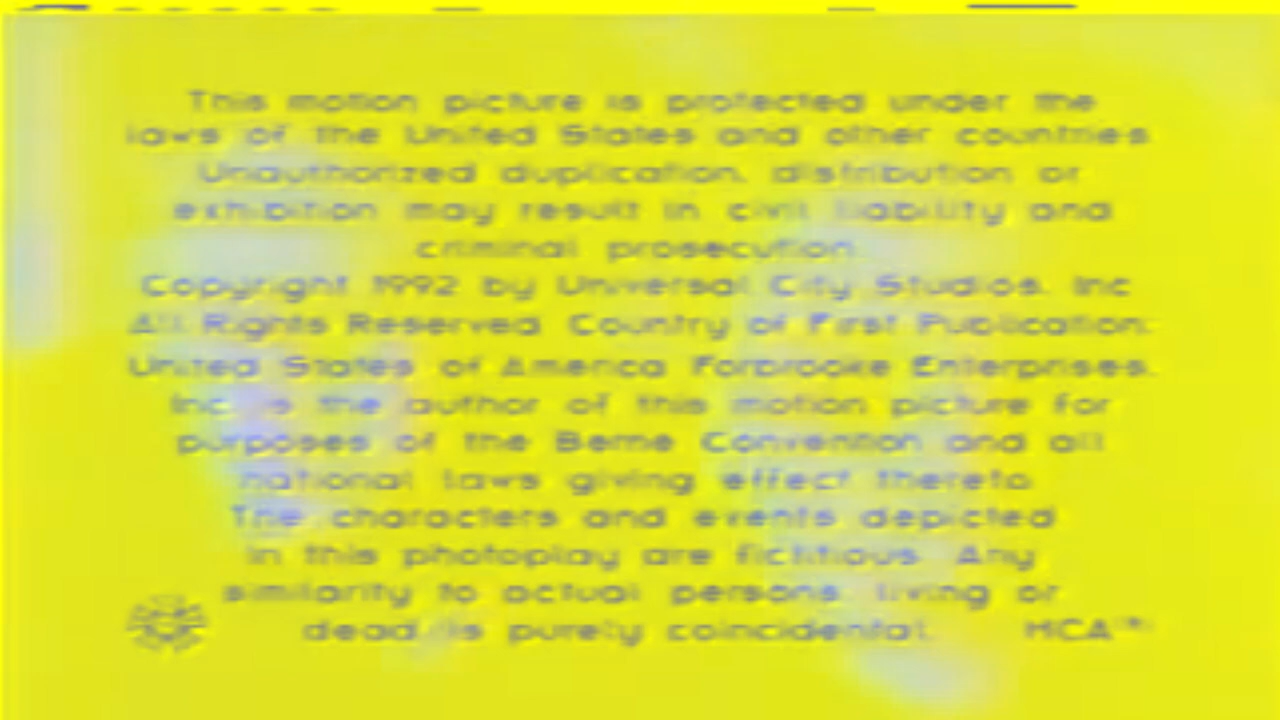 This motion picture is protected under the
laws of the United States and other countries
Unauthorized duplication, distribution or
exhibition may result in civil liability and
criminal prosecution.
Copyright 1992 by Universal City Studios, Inc
All Rights Reserved. Country of First Publication:
United States of America Forbrooke Enterprises,
Inc is the author of this motion picture for
purposes of the Berne Convention and all
national laws giving effect thereto
The characters and events depicted
in this photoplay are fictitious. Any
similarity to actual persons, living or
dead, is purely coincidental. MCA